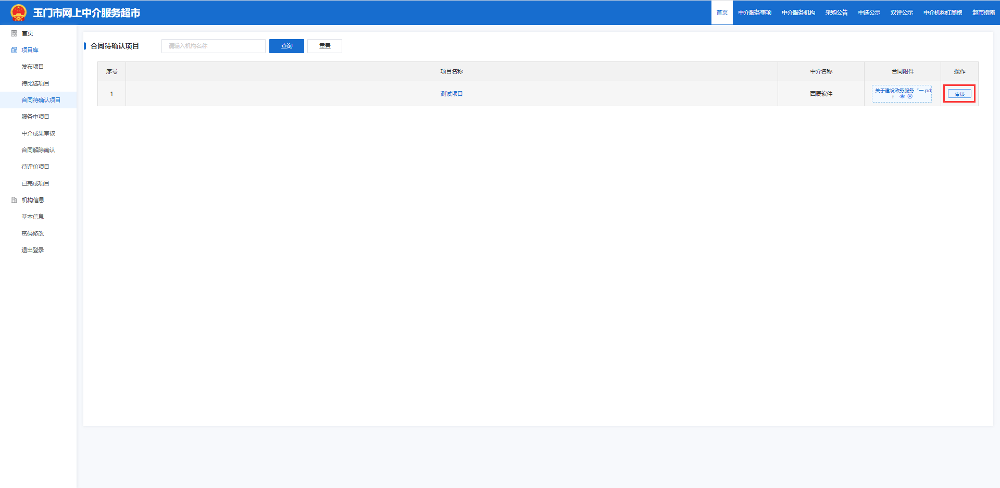 玉门市网上中介服务超市
首页 中介服务事项 中介服务机构 采购公告 中选公示 双评公示 中介机构红黑榜 超市指南
首页
项目库
发布项目
待比选项目
合同待确认项目
服务中项目
中介成果审核
合同解除确认
待评价项目
已完成项目
机构信息
基本信息
密码修改
退出登录
合同待确认项目 请输入机构名称 查询 重置
序号 项目名称 中介名称 合同附件 操作
1 测试项目 西辰软件 关于建设政务服务“一.pd
f
审核